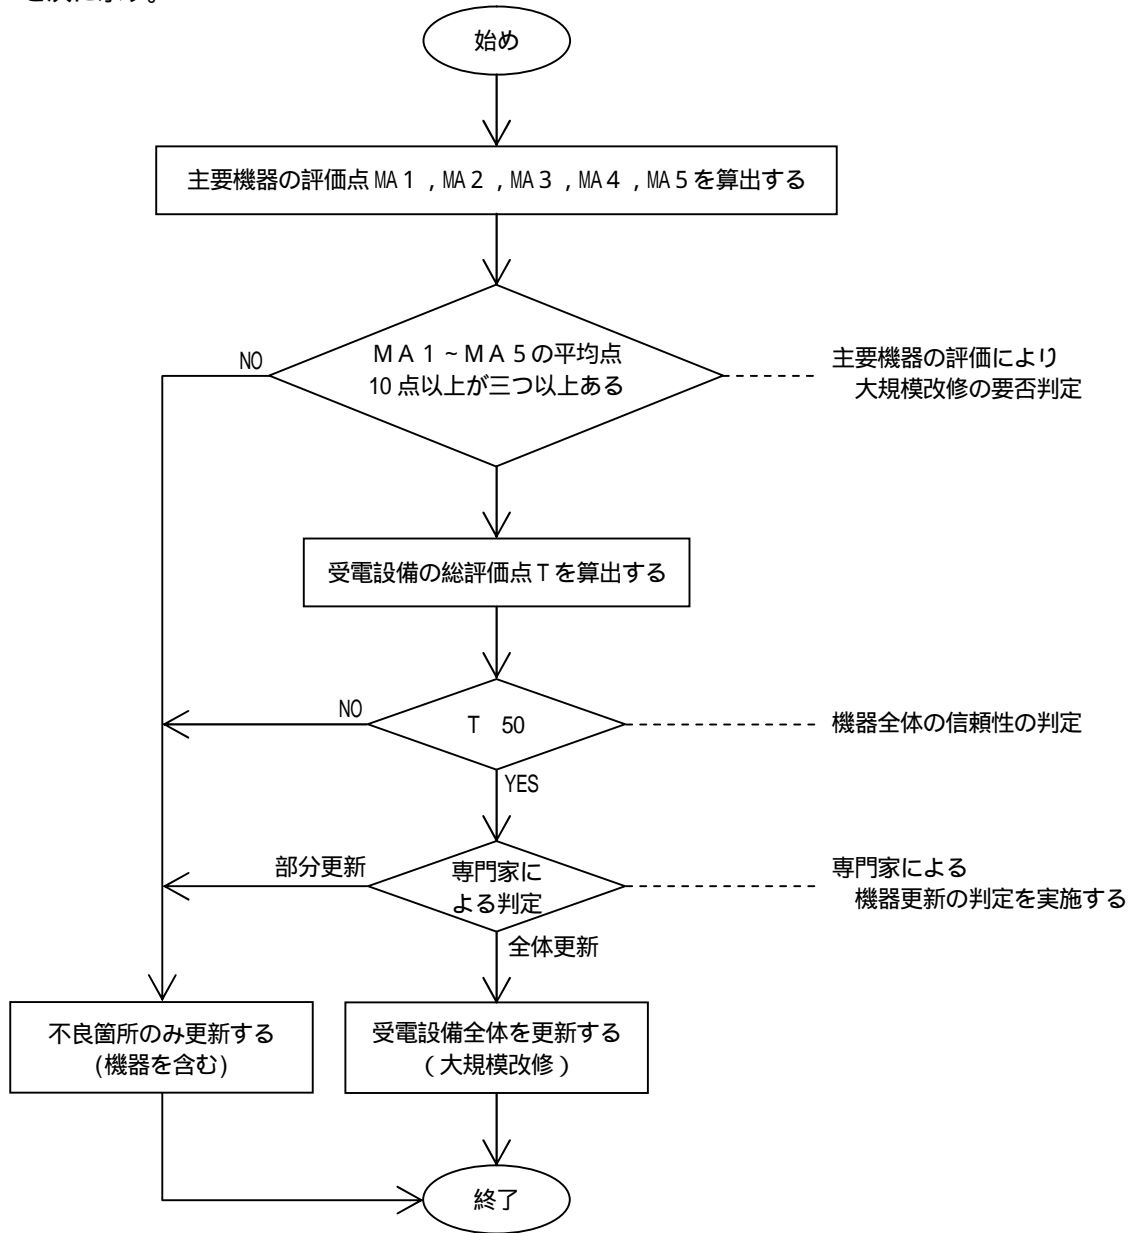 始め
主要機器の評価点MA1,MA2,MA3,MA4,MA5を算出する
MA1~MA5の平均点
10点以上が三つ以上ある
NO
主要機器の評価により
大規模改修の要否判定
受電設備の総評価点Tを算出する
T 50
NO
機器全体の信頼性の判定
YES
専門家に
よる判定
部分更新
専門家による
機器更新の判定を実施する
全体更新
不良箇所のみ更新する
(機器を含む)
受電設備全体を更新する
(大規模改修)
終了